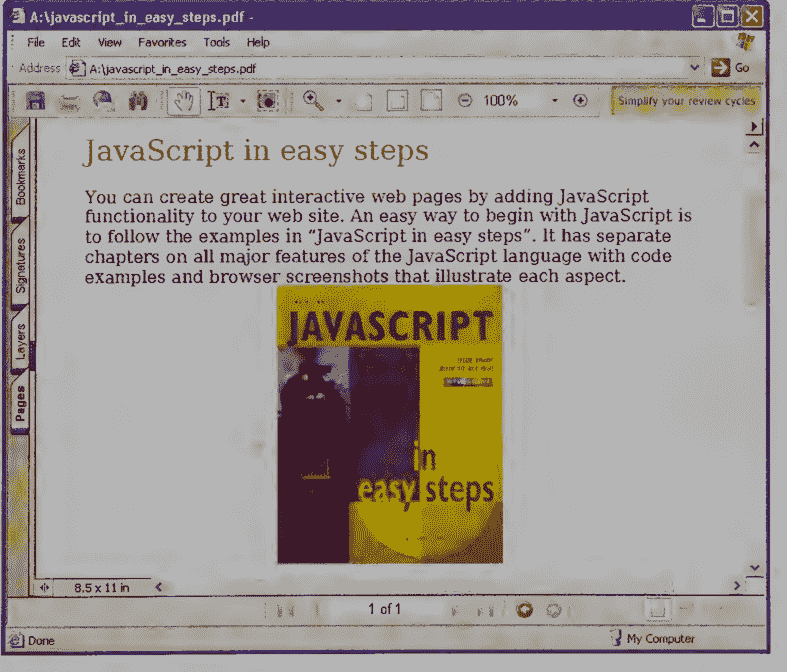 A:\javascript_in_easy_steps.pdf -
File Edit View Favorites Tools Help
Address A:\javascript_in_easy_steps.pdf Go
100% Simplify your review cycles
Bookmarks
Signatures
Layers
Pages
JavaScript in easy steps
You can create great interactive web pages by adding JavaScript
functionality to your web site. An easy way to begin with JavaScript is
to follow the examples in “JavaScript in easy steps”. It has separate
chapters on all major features of the JavaScript language with code
examples and browser screenshots that illustrate each aspect.
JAVASCRIPT
in
easy steps
8.5 x 11 in
1 of 1
Done My Computer